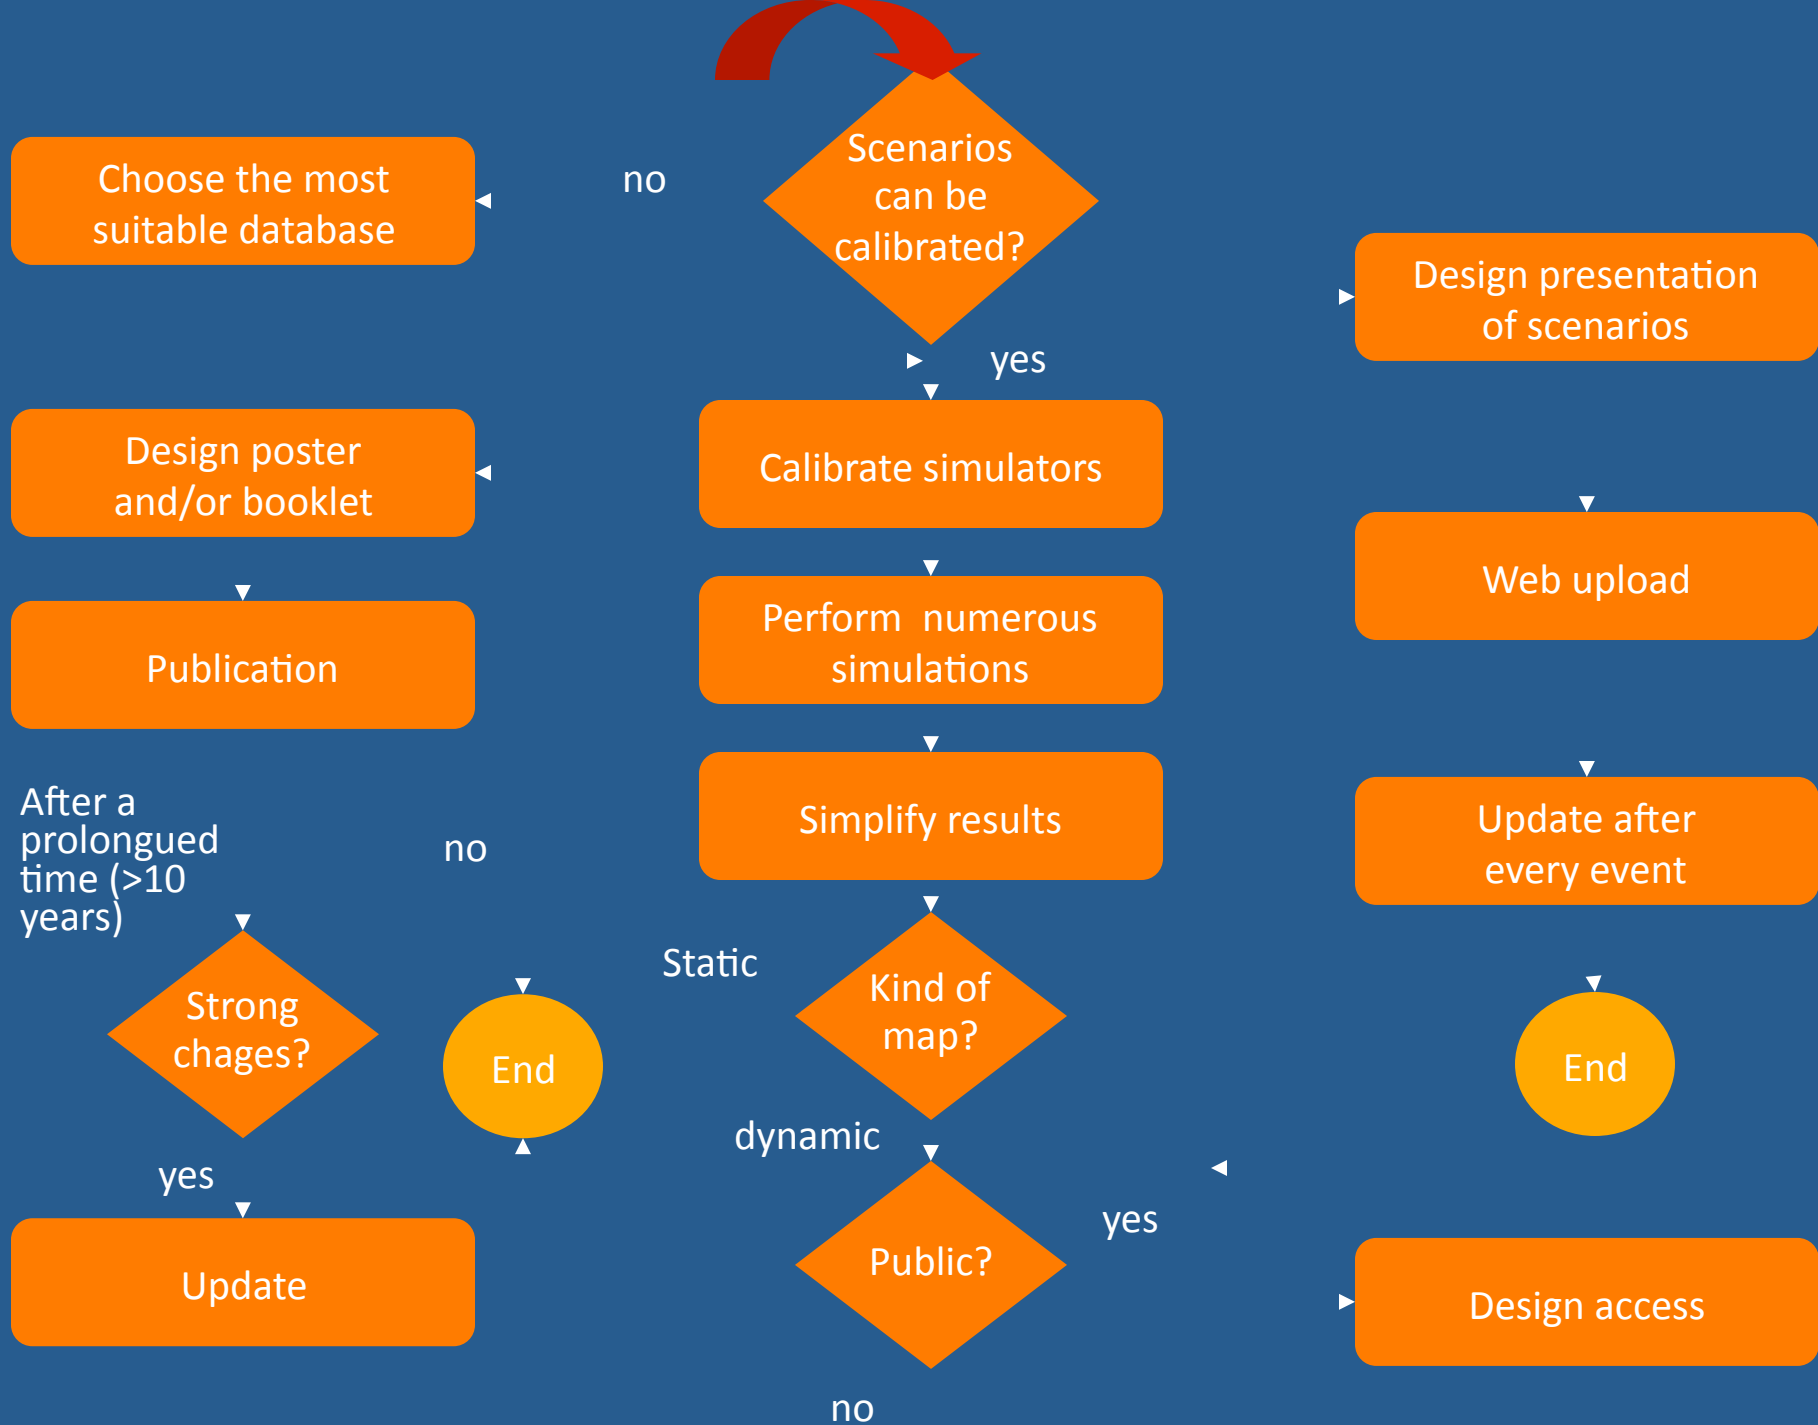 Scenarios
can be
calibrated?
no
Choose the most
suitable database
yes
Design presentation
of scenarios
Design poster
and/or booklet
Calibrate simulators
Web upload
Publication
Perform numerous
simulations
After a
prolongued
time (>10
years)
no
Simplify results
Update after
every event
Static
Strong
chages?
End
Kind of
map?
End
dynamic
yes
yes
Update
Public?
Design access
no